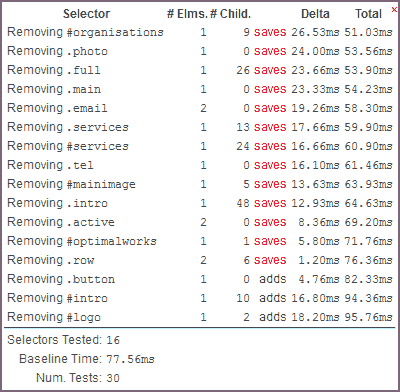 Selector # Elms. # Child. Delta Total ×
Removing #organisations 1 9 saves 26.53ms 51.03ms
Removing .photo 1 0 saves 24.00ms 53.56ms
Removing .full 1 26 saves 23.66ms 53.90ms
Removing .main 1 0 saves 23.33ms 54.23ms
Removing .email 2 0 saves 19.26ms 58.30ms
Removing .services 1 13 saves 17.66ms 59.90ms
Removing #services 1 24 saves 16.66ms 60.90ms
Removing .tel 1 0 saves 16.10ms 61.46ms
Removing #mainimage 1 5 saves 13.63ms 63.93ms
Removing .intro 1 48 saves 12.93ms 64.63ms
Removing .active 2 0 saves 8.36ms 69.20ms
Removing #optimalworks 1 1 saves 5.80ms 71.76ms
Removing .row 2 6 saves 1.20ms 76.36ms
Removing .button 1 0 adds 4.76ms 82.33ms
Removing #intro 1 10 adds 16.80ms 94.36ms
Removing #logo 1 2 adds 18.20ms 95.76ms
Selectors Tested: 16
Baseline Time: 77.56ms
Num. Tests: 30